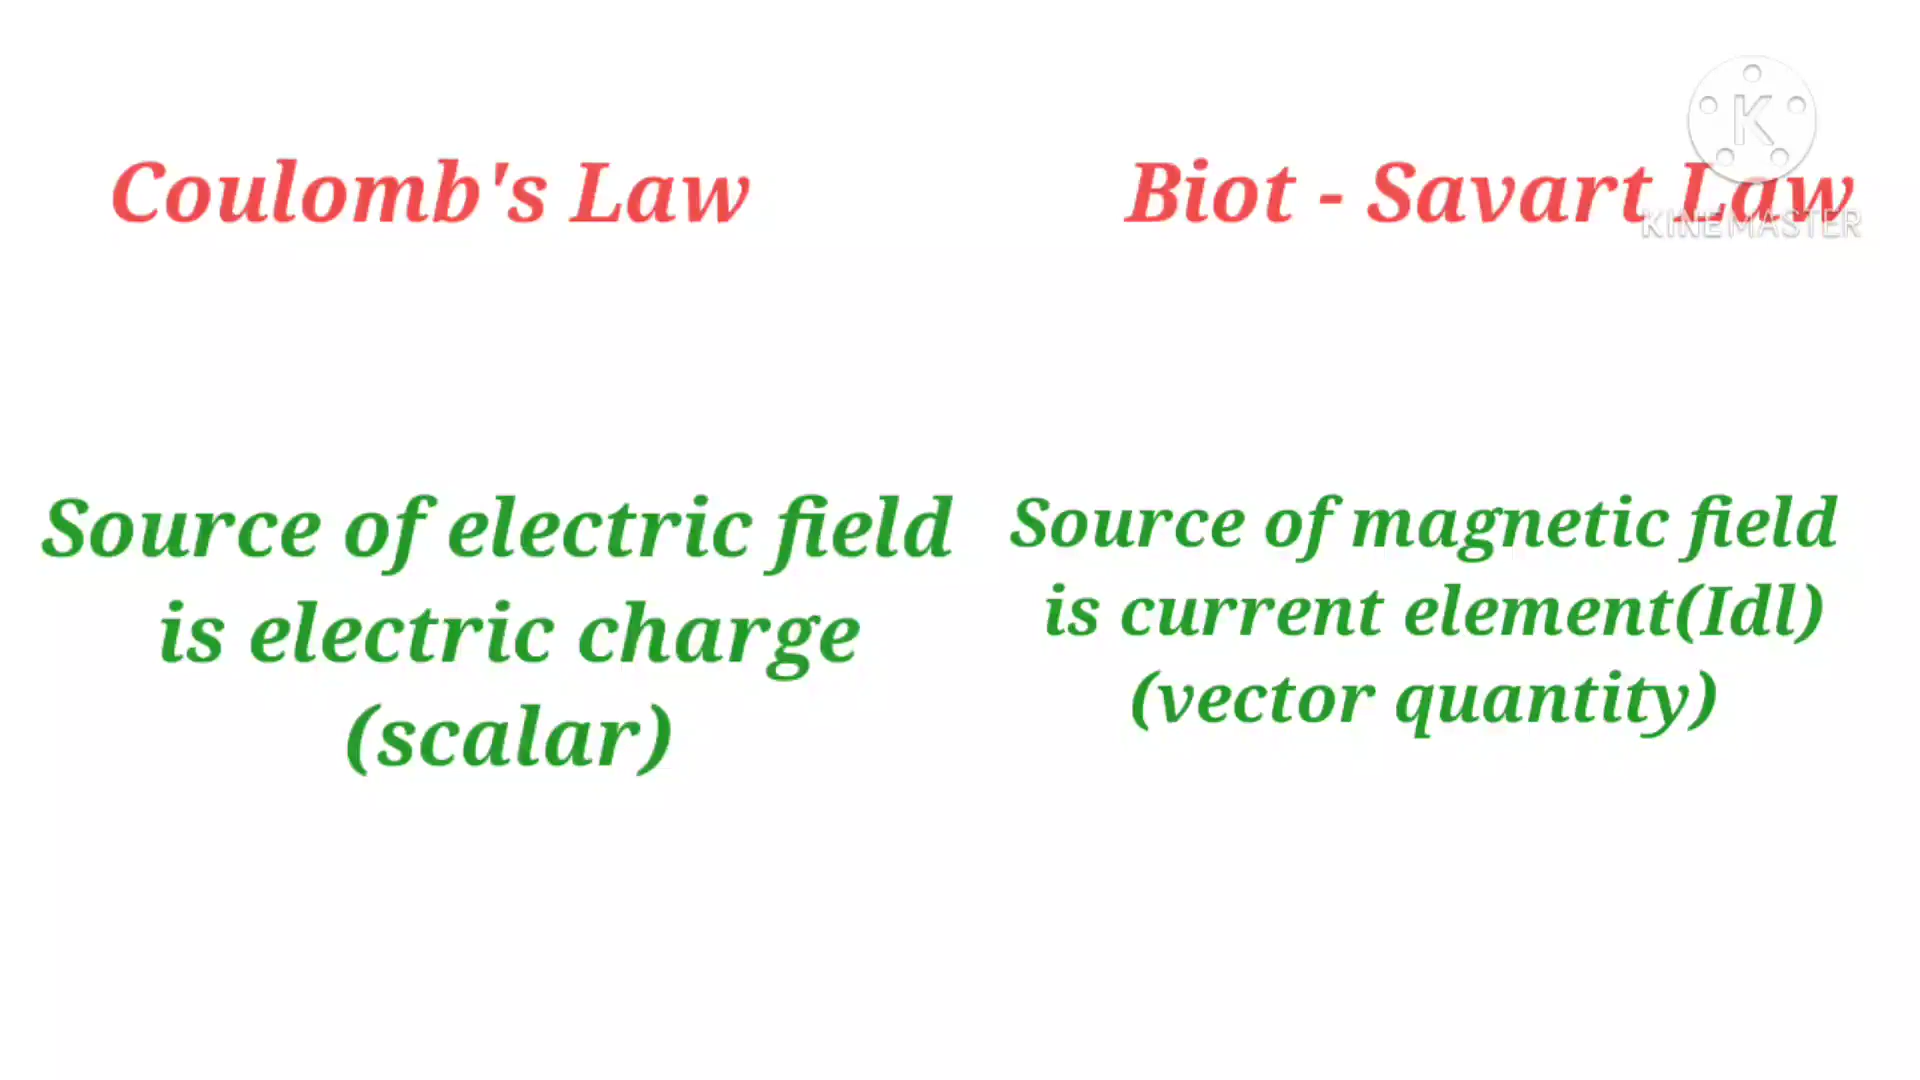 Coulomb's Law
Biot - Savart Law
K
KINEMASTER
Source of electric field
is electric charge
(scalar)
Source of magnetic field
is current element(Idl)
(vector quantity)